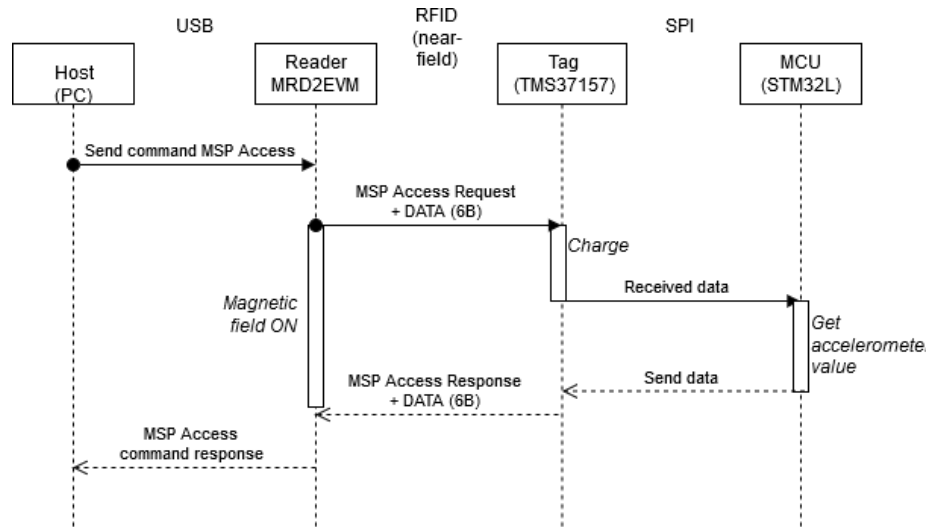 USB
RFID
(near-
field)
SPI
Host
(PC)
Reader
MRD2EVM
Tag
(TMS37157)
MCU
(STM32L)
Send command MSP Access
MSP Access Request
+ DATA (6B)
Charge
Received data
Magnetic
field ON
Get
accelerometer
value
Send data
MSP Access Response
+ DATA (6B)
MSP Access
command response